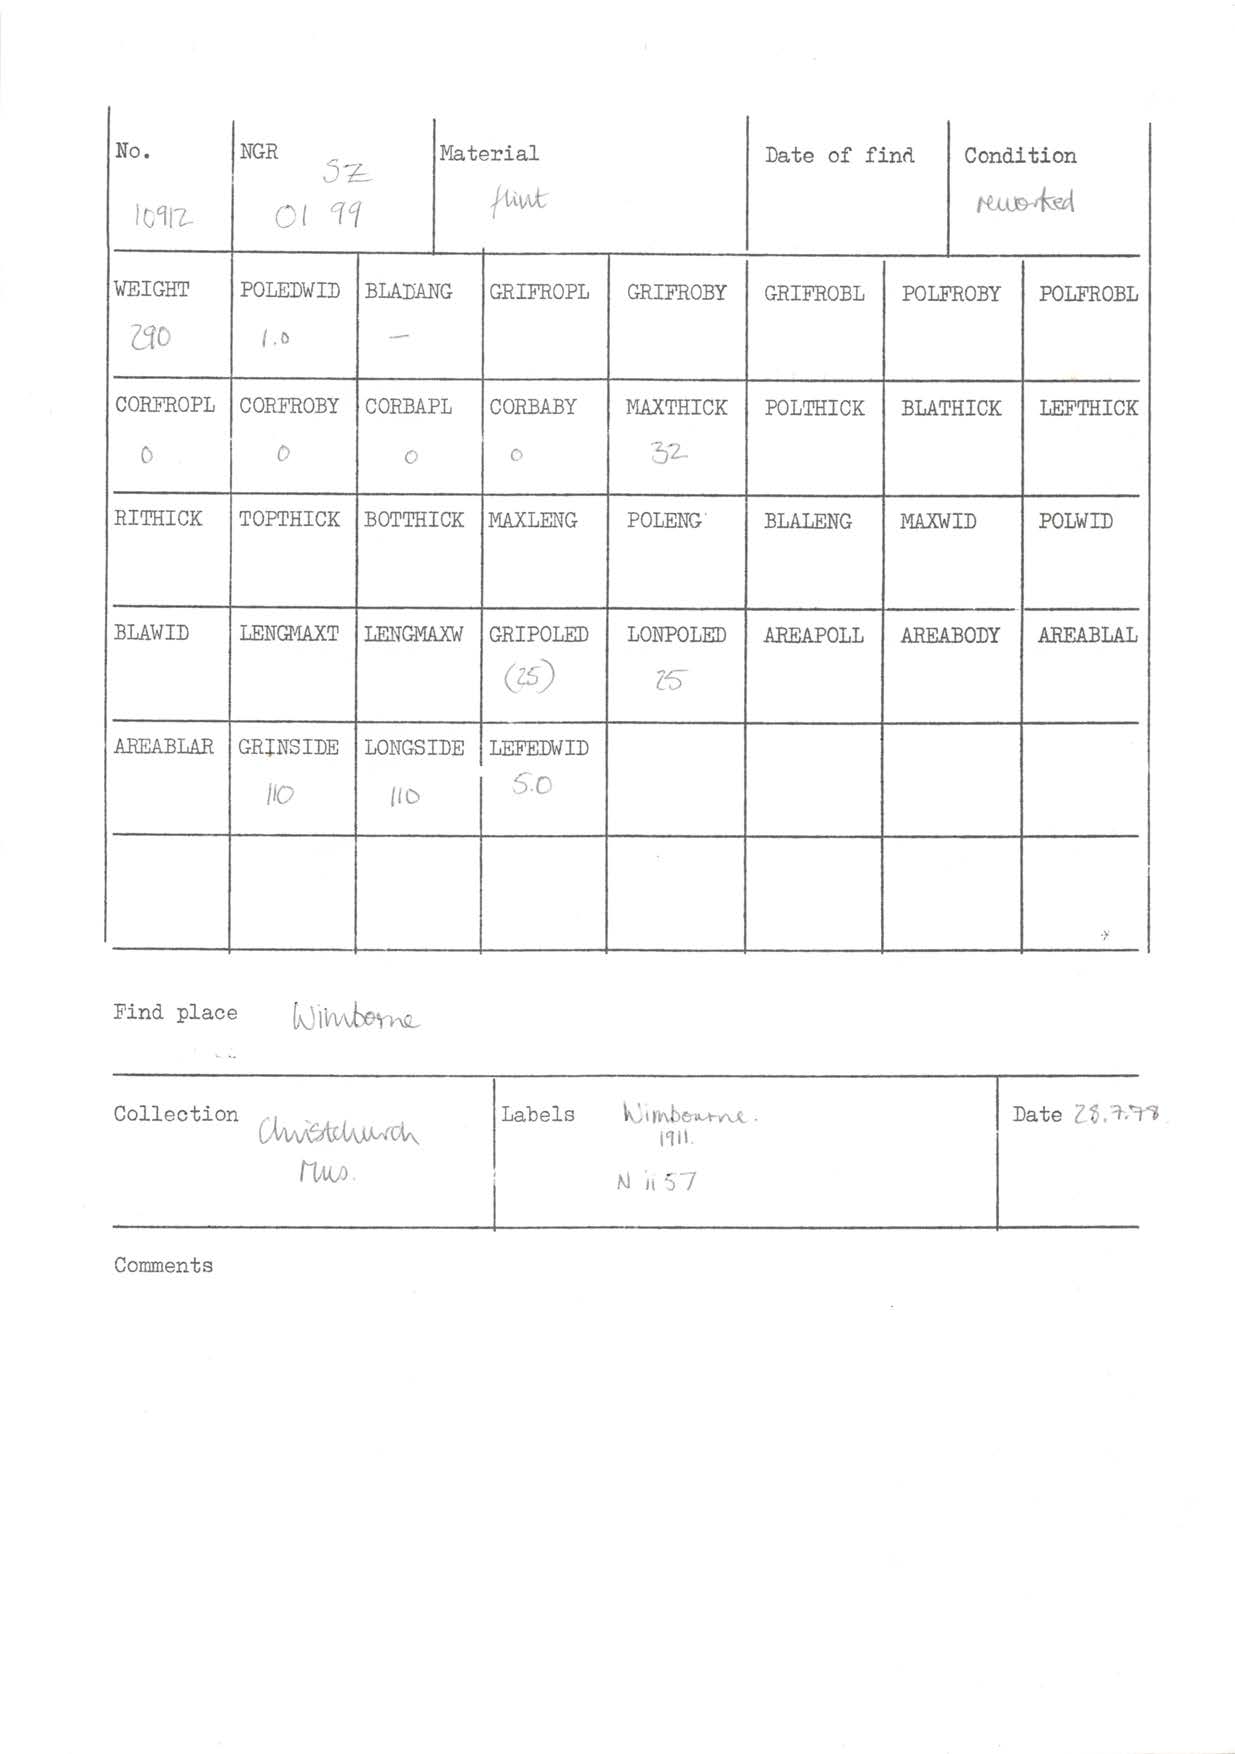 No. NGR Material Date of find Condition
SZ
10912 01 99 flint reworked
WEIGHT POLEDWID BLADANG GRIFROPL GRIFROBY GRIFROBL POLFROBY POLFROBL
290 1.0 —
CORFROPL CORFROBY CORBAPL CORBABY MAXTHICK POLTHICK BLATHICK LEFTHICK
0 0 0 0 32
RITHICK TOPTHICK BOTTHICK MAXLENG POLENG BLALENG MAXWID POLWID
BLAWID LENGMAXT LENGMAXW GRIPOLED LONPOLED AREAPOLL AREABODY AREABLAL
(25) 25
AREABLAR GRINSIDE LONGSIDE LEFEDWID
110 110 5.0
Find place Wimborne
Collection Christchurch Labels Wimbourne. Date 28.7.78
1911.
Mus. N ii 57
Comments